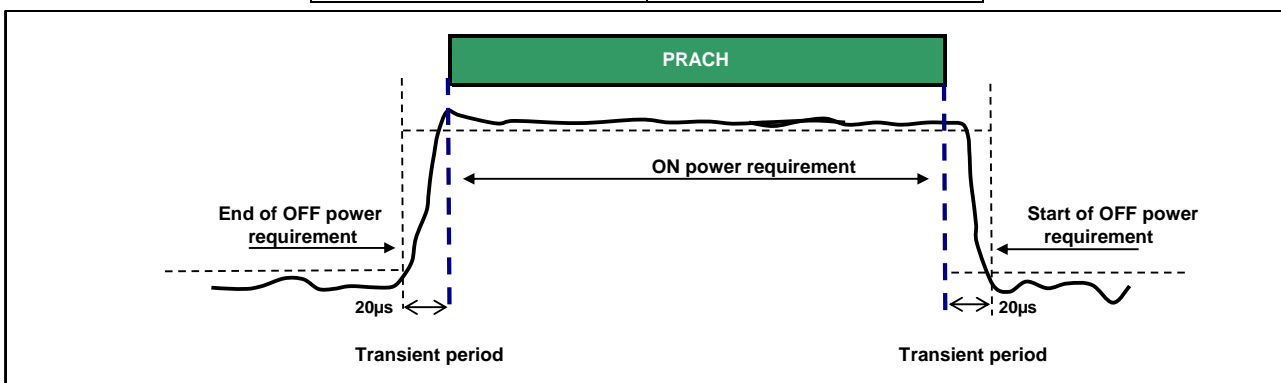 PRACH
ON power requirement
End of OFF power
requirement
Start of OFF power
requirement
20µs
20µs
Transient period
Transient period